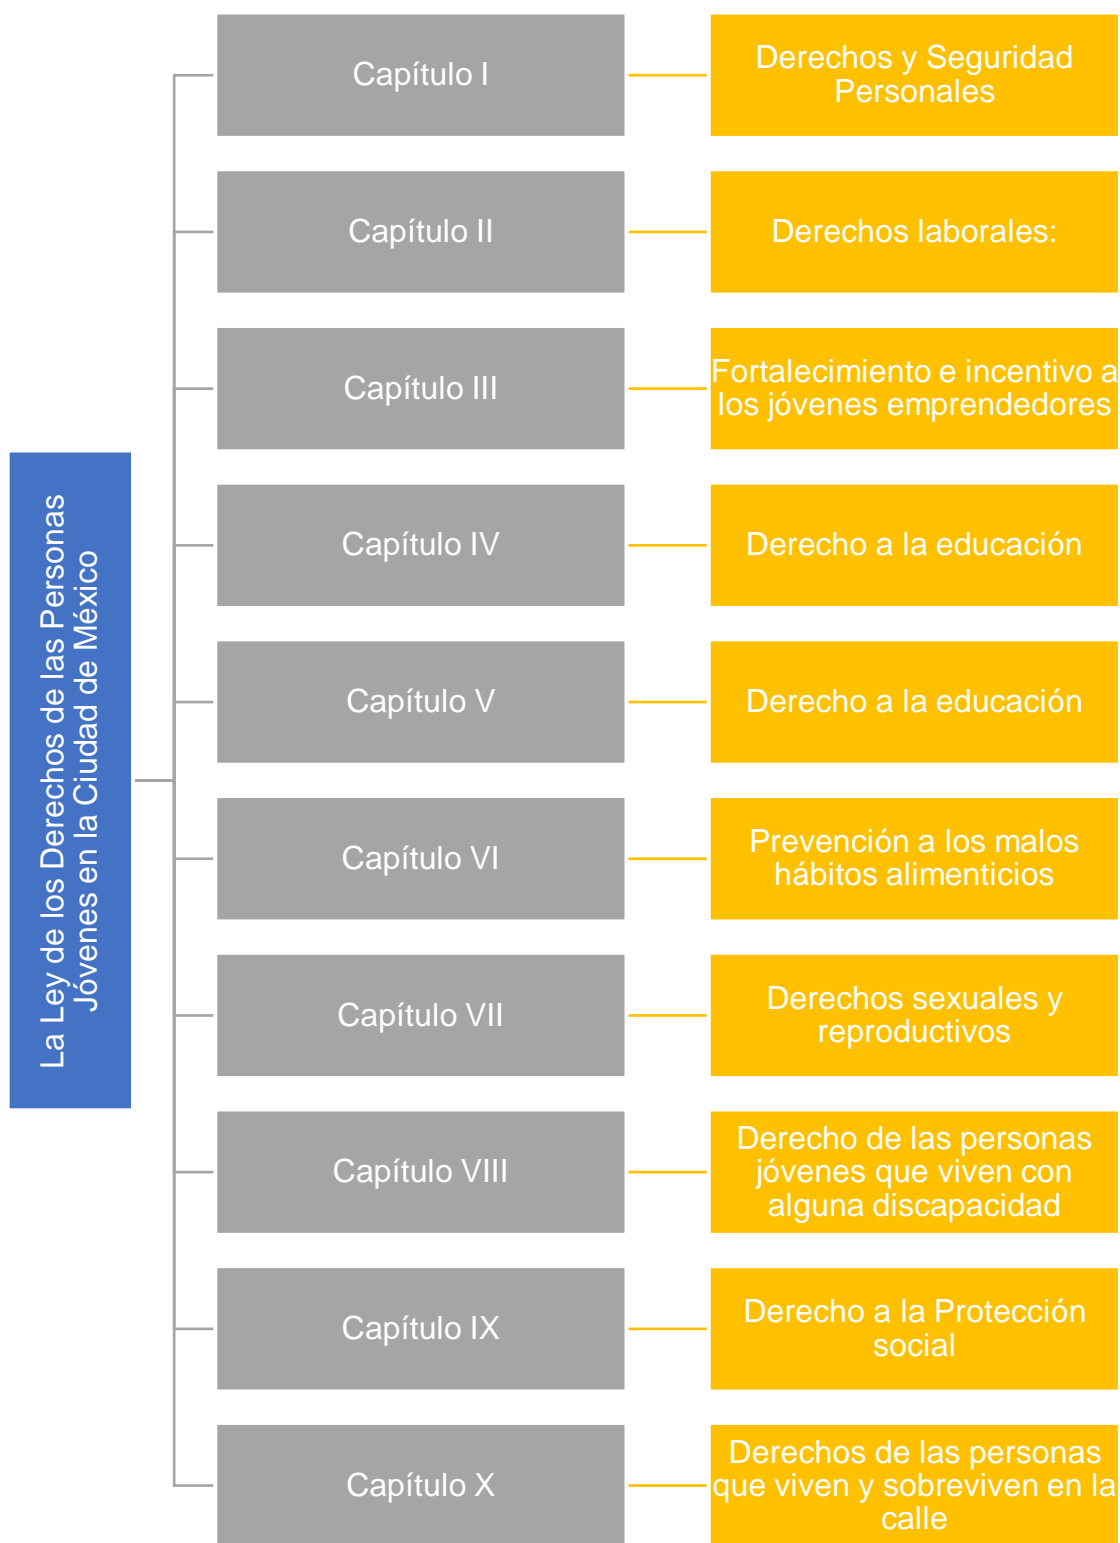 La Ley de los Derechos de las Personas
Jóvenes en la Ciudad de México
Capítulo I
Derechos y Seguridad
Personales
Capítulo II
Derechos laborales:
Capítulo III
Fortalecimiento e incentivo a
los jóvenes emprendedores
Capítulo IV
Derecho a la educación
Capítulo V
Derecho a la educación
Capítulo VI
Prevención a los malos
hábitos alimenticios
Capítulo VII
Derechos sexuales y
reproductivos
Capítulo VIII
Derecho de las personas
jóvenes que viven con
alguna discapacidad
Capítulo IX
Derecho a la Protección
social
Capítulo X
Derechos de las personas
que viven y sobreviven en la
calle